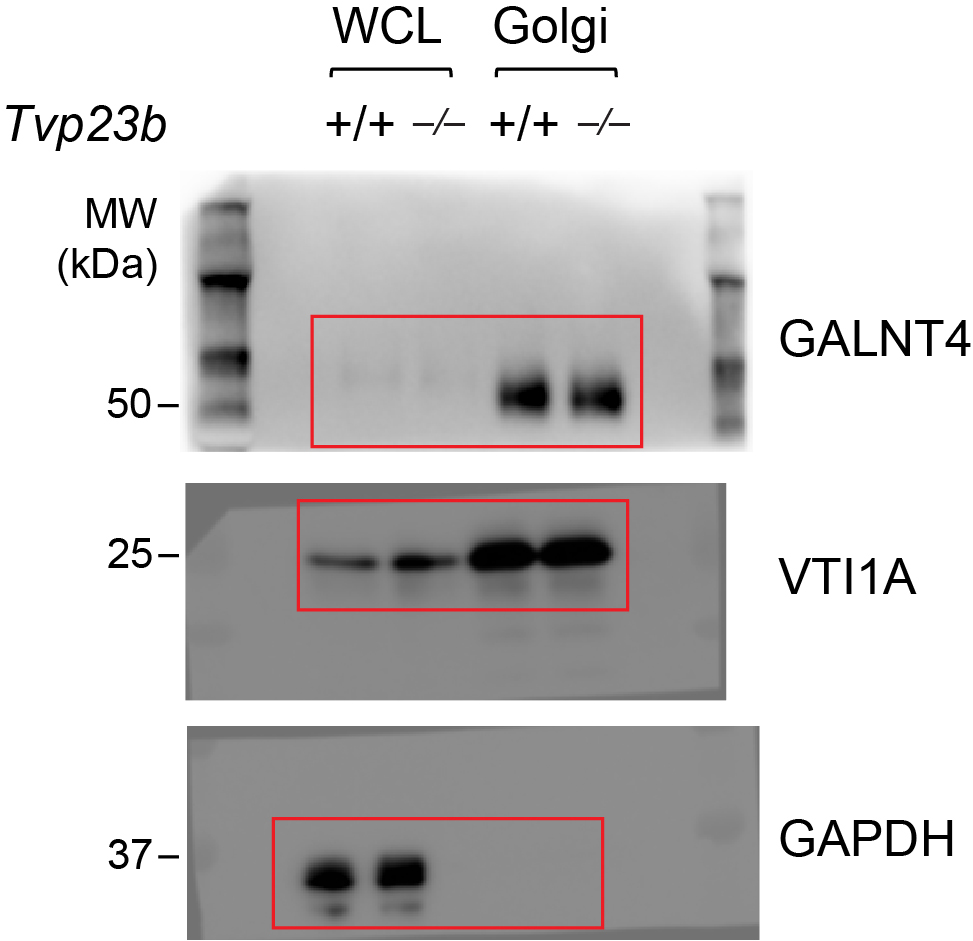 WCL Golgi
Tvp23b +/+ –/– +/+ –/–
MW
(kDa)
GALNT4
50–
25–
VTI1A
37–
GAPDH